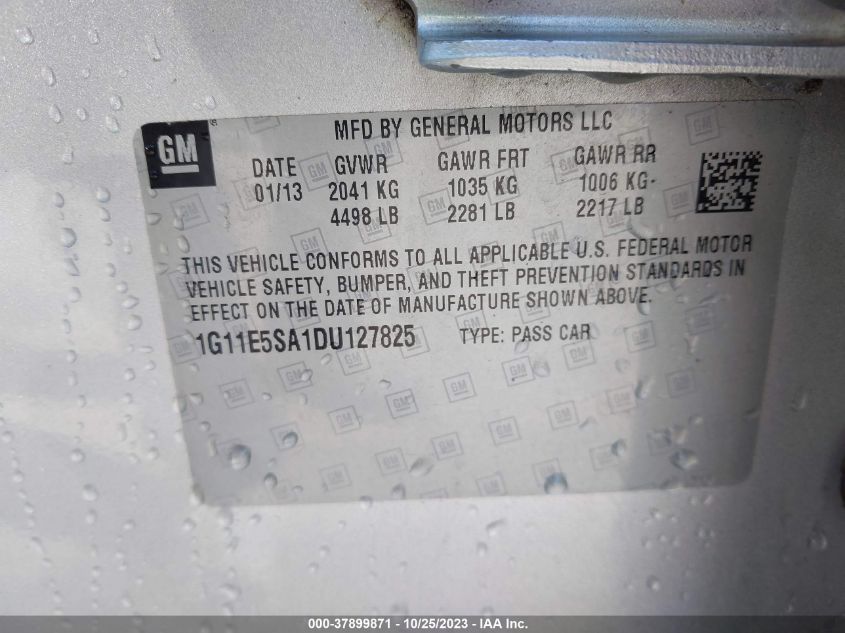 GM
MFD BY GENERAL MOTORS LLC
DATE GVWR GAWR FRT GAWR RR
01/13 2041 KG 1035 KG 1006 KG
4498 LB 2281 LB 2217 LB
THIS VEHICLE CONFORMS TO ALL APPLICABLE U.S. FEDERAL MOTOR
VEHICLE SAFETY, BUMPER, AND THEFT PREVENTION STANDARDS IN
EFFECT ON THE DATE OF MANUFACTURE SHOWN ABOVE.
1G11E5SA1DU127825 TYPE: PASS CAR
000-37899871 - 10/25/2023 - IAA Inc.